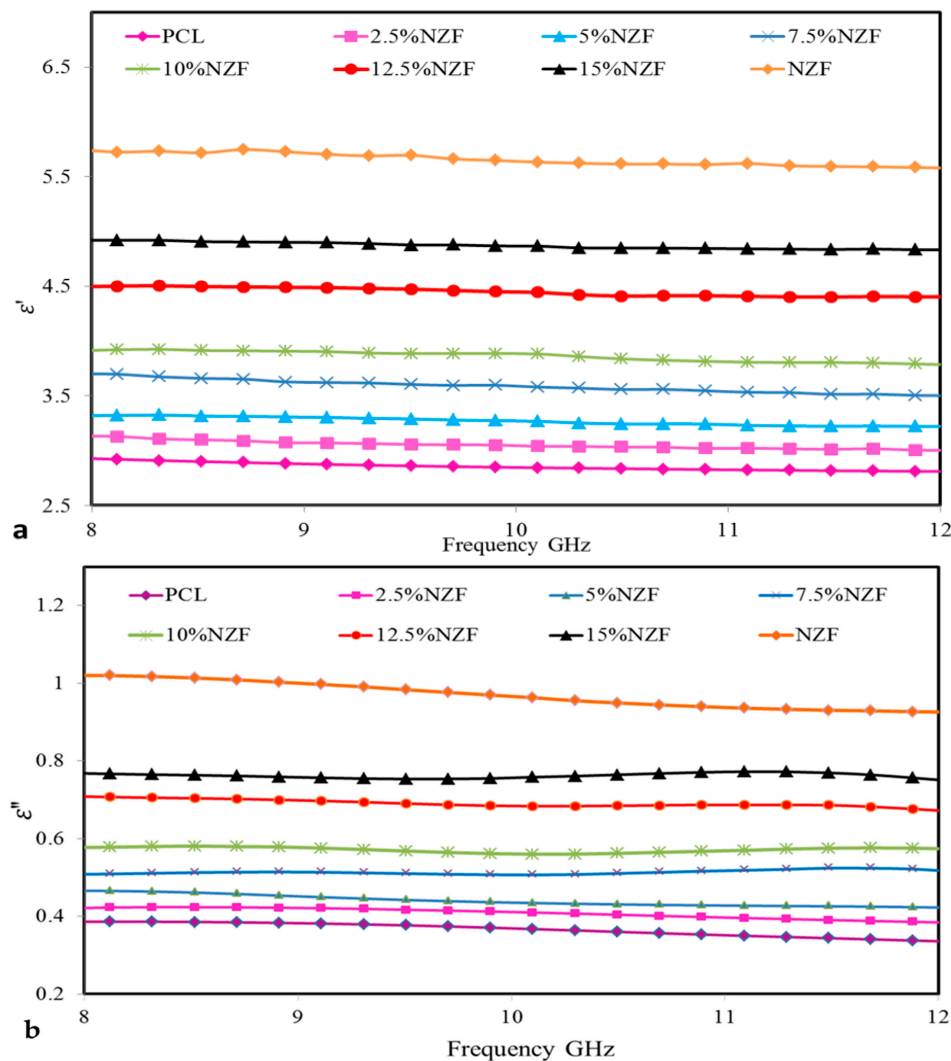 PCL 2.5%NZF 5%NZF 7.5%NZF
10%NZF 12.5%NZF 15%NZF NZF
6.5
5.5
4.5
3.5
2.5
ε'
8 9 10 11 12
Frequency GHz
a
PCL 2.5%NZF 5%NZF 7.5%NZF
10%NZF 12.5%NZF 15%NZF NZF
1.2
1
0.8
0.6
0.4
0.2
ε"
8 9 10 11 12
Frequency GHz
b